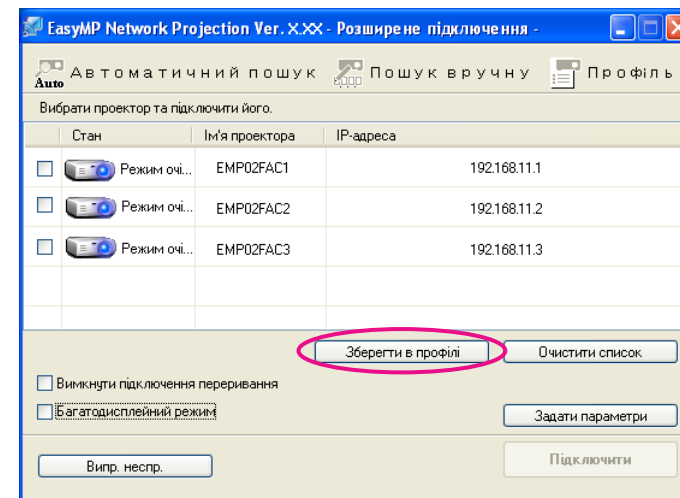 EasyMP Network Projection Ver. X.XX - Розширене підключення -
Auto Автоматичний пошук Пошук вручну Профіль
Вибрати проектор та підключити його.
Стан Ім'я проектора IP-адреса
Режим очі... EMP02FAC1 192.168.11.1
Режим очі... EMP02FAC2 192.168.11.2
Режим очі... EMP02FAC3 192.168.11.3
Зберегти в профілі Очистити список
Вимкнути підключення переривання
Багатодисплейний режим Задати параметри
Випр. неспр. Підключити